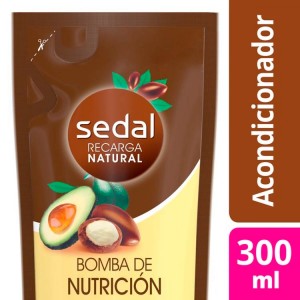 sedal
RECARGA
NATURAL
BOMBA DE
NUTRICIÓN
Acondicionador
300
ml